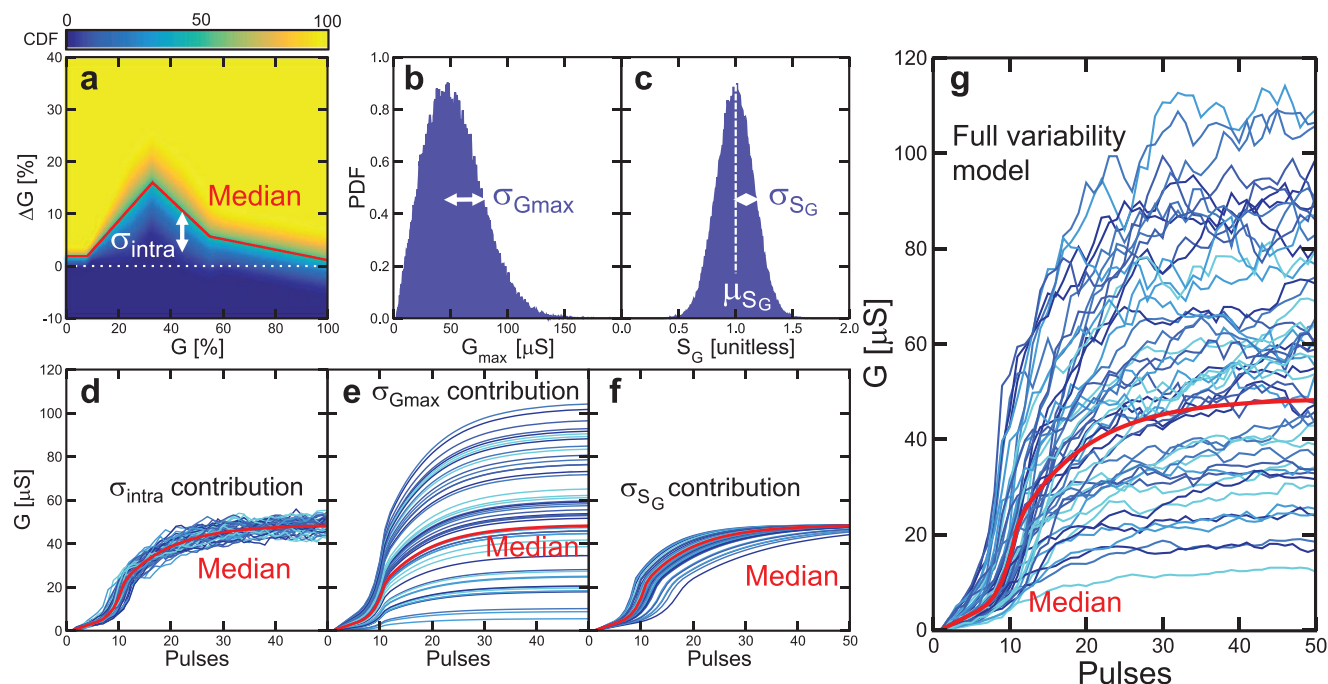 CDF
0 50 100
a
40
30
20
10
0
-10
ΔG [%]
Median
σintra
0 20 40 60 80 100
G [%]
b
1.0
0.8
0.6
0.4
0.2
0.0
PDF
σGmax
0 50 100 150
Gmax [µS]
c
σSG
µSG
0.0 0.5 1.0 1.5 2.0
SG [unitless]
d
120
100
80
60
40
20
0
G [µS]
σintra contribution
Median
0 10 20 30 40
Pulses
e
σGmax contribution
Median
0 10 20 30 40
Pulses
f
σSG contribution
Median
0 10 20 30 40 50
Pulses
g
Full variability
model
120
100
80
60
40
20
0
G [µS]
Median
0 10 20 30 40 50
Pulses